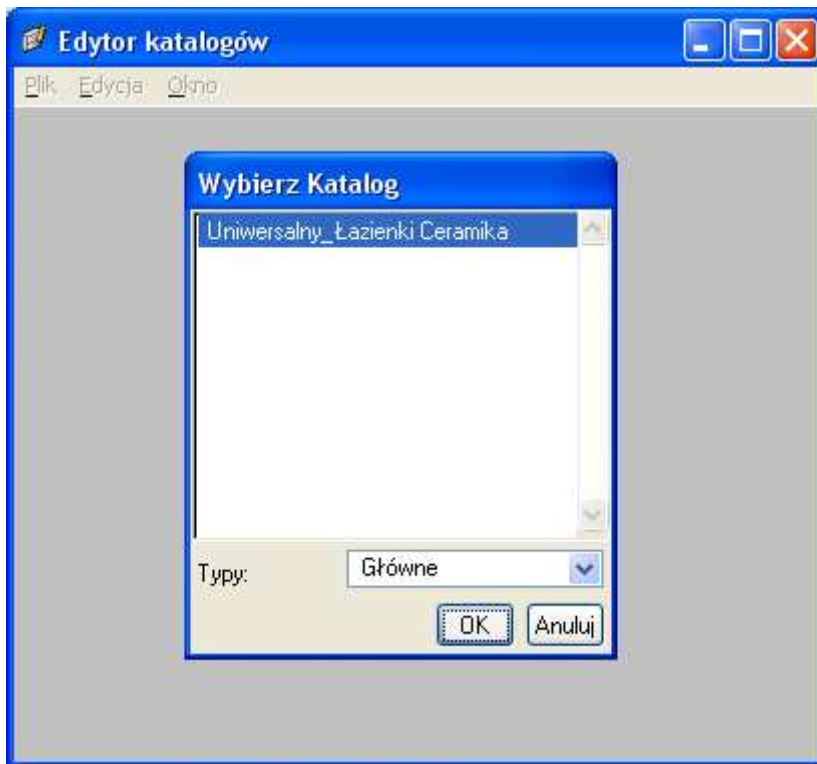 Edytor katalogów
Plik Edycja Okno
Wybierz Katalog
Uniwersalny_Łazienki Ceramika
Typy: Główne
OK Anuluj